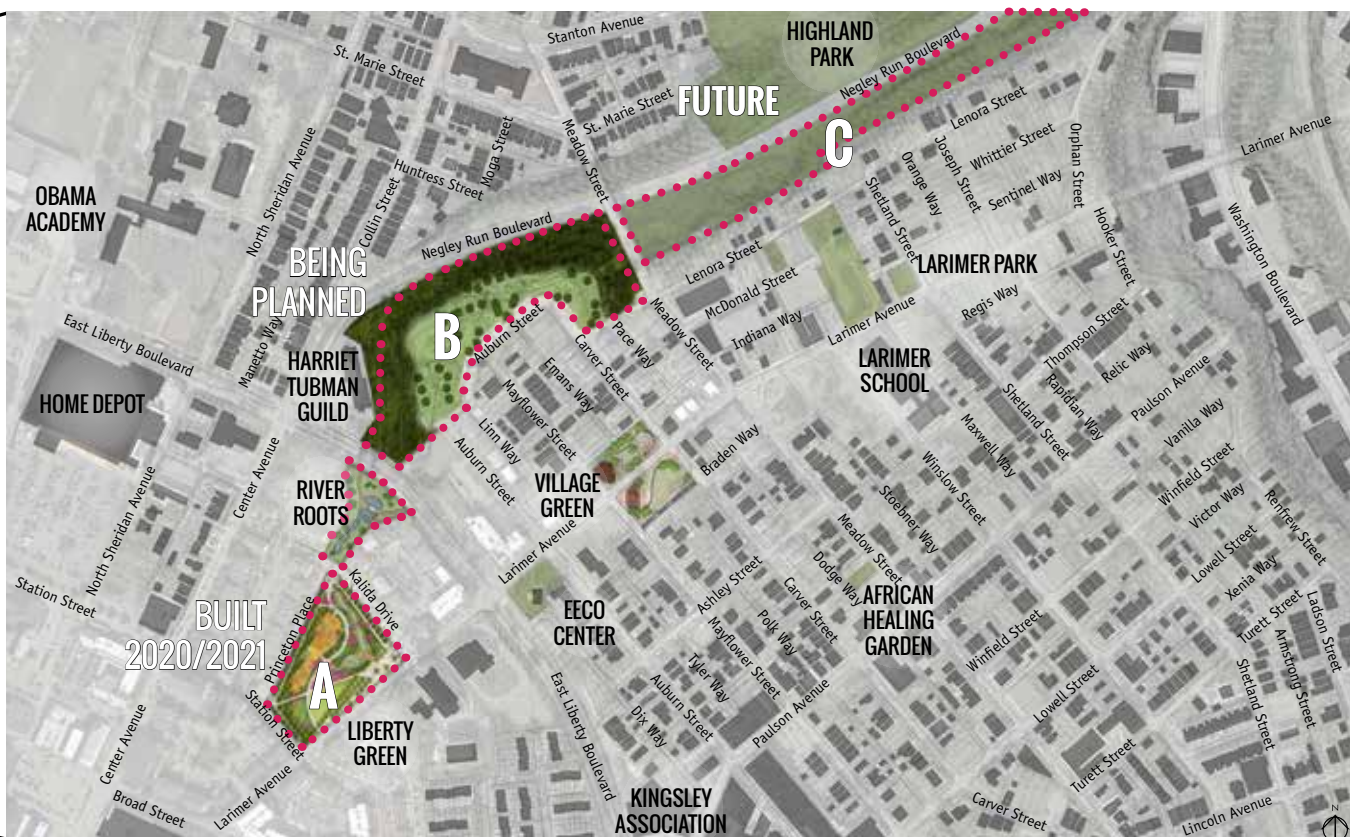 Stanton Avenue
HIGHLAND
PARK
St. Marie Street
Negley Run Boulevard
FUTURE
St. Marie Street
Meadow Street
Moga Street
Huntress Street
C
Lenora Street
Whittier Street
Joseph Street
Orange Way
Sentinel Way
Orphan Street
Larimer Avenue
OBAMA
ACADEMY
North Sheridan Avenue
Collin Street
Negley Run Boulevard
Shetland Street
Hooker Street
Washington Boulevard
BEING
PLANNED
Lenora Street
McDonald Street
LARIMER PARK
East Liberty Boulevard
Manetto Way
B
Auburn Street
Pace Way
Meadow Street
Indiana Way
Larimer Avenue
Regis Way
Thompson Street
HARRIET
TUBMAN
GUILD
Carver Street
Emans Way
Mayflower Street
Linn Way
LARIMER
SCHOOL
Relic Way
Rapidian Way
Shetland Street
Paulson Avenue
HOME DEPOT
Center Avenue
Auburn Street
Braden Way
Maxwell Way
Vanilla Way
Winfield Street
North Sheridan Avenue
RIVER
ROOTS
VILLAGE
GREEN
Winslow Street
Stoebner Way
Victor Way
Renfrew Street
Larimer Avenue
Meadow Street
Lowell Street
Station Street
Kalida Drive
Dodge Way
Xenia Way
BUILT
2020/2021
Princeton Place
EECO
CENTER
Ashley Street
Carver Street
AFRICAN
HEALING
GARDEN
Turett Street
Ladson Street
Polk Way
Mayflower Street
Winfield Street
Armstrong Street
A
Station Street
Tyler Way
Shetland Street
Lowell Street
LIBERTY
GREEN
Auburn Street
East Liberty Boulevard
Dix Way
Paulson Avenue
Center Avenue
Larimer Avenue
Turett Street
Broad Street
KINGSLEY
ASSOCIATION
Carver Street
Lincoln Avenue
N